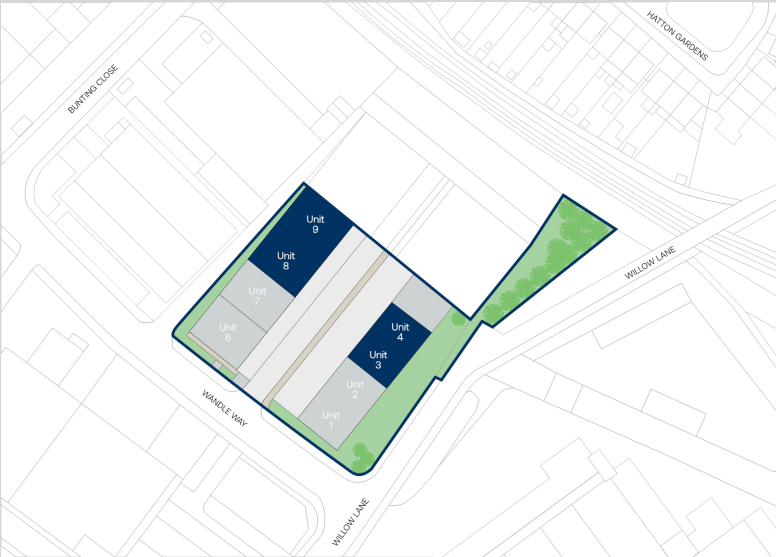 HATTON GARDENS
BUNTING CLOSE
Unit
9
Unit
8
WILLOW LANE
Unit
7
Unit
6
Unit
4
Unit
3
Unit
2
Unit
1
WANDLE WAY
WILLOW LANE